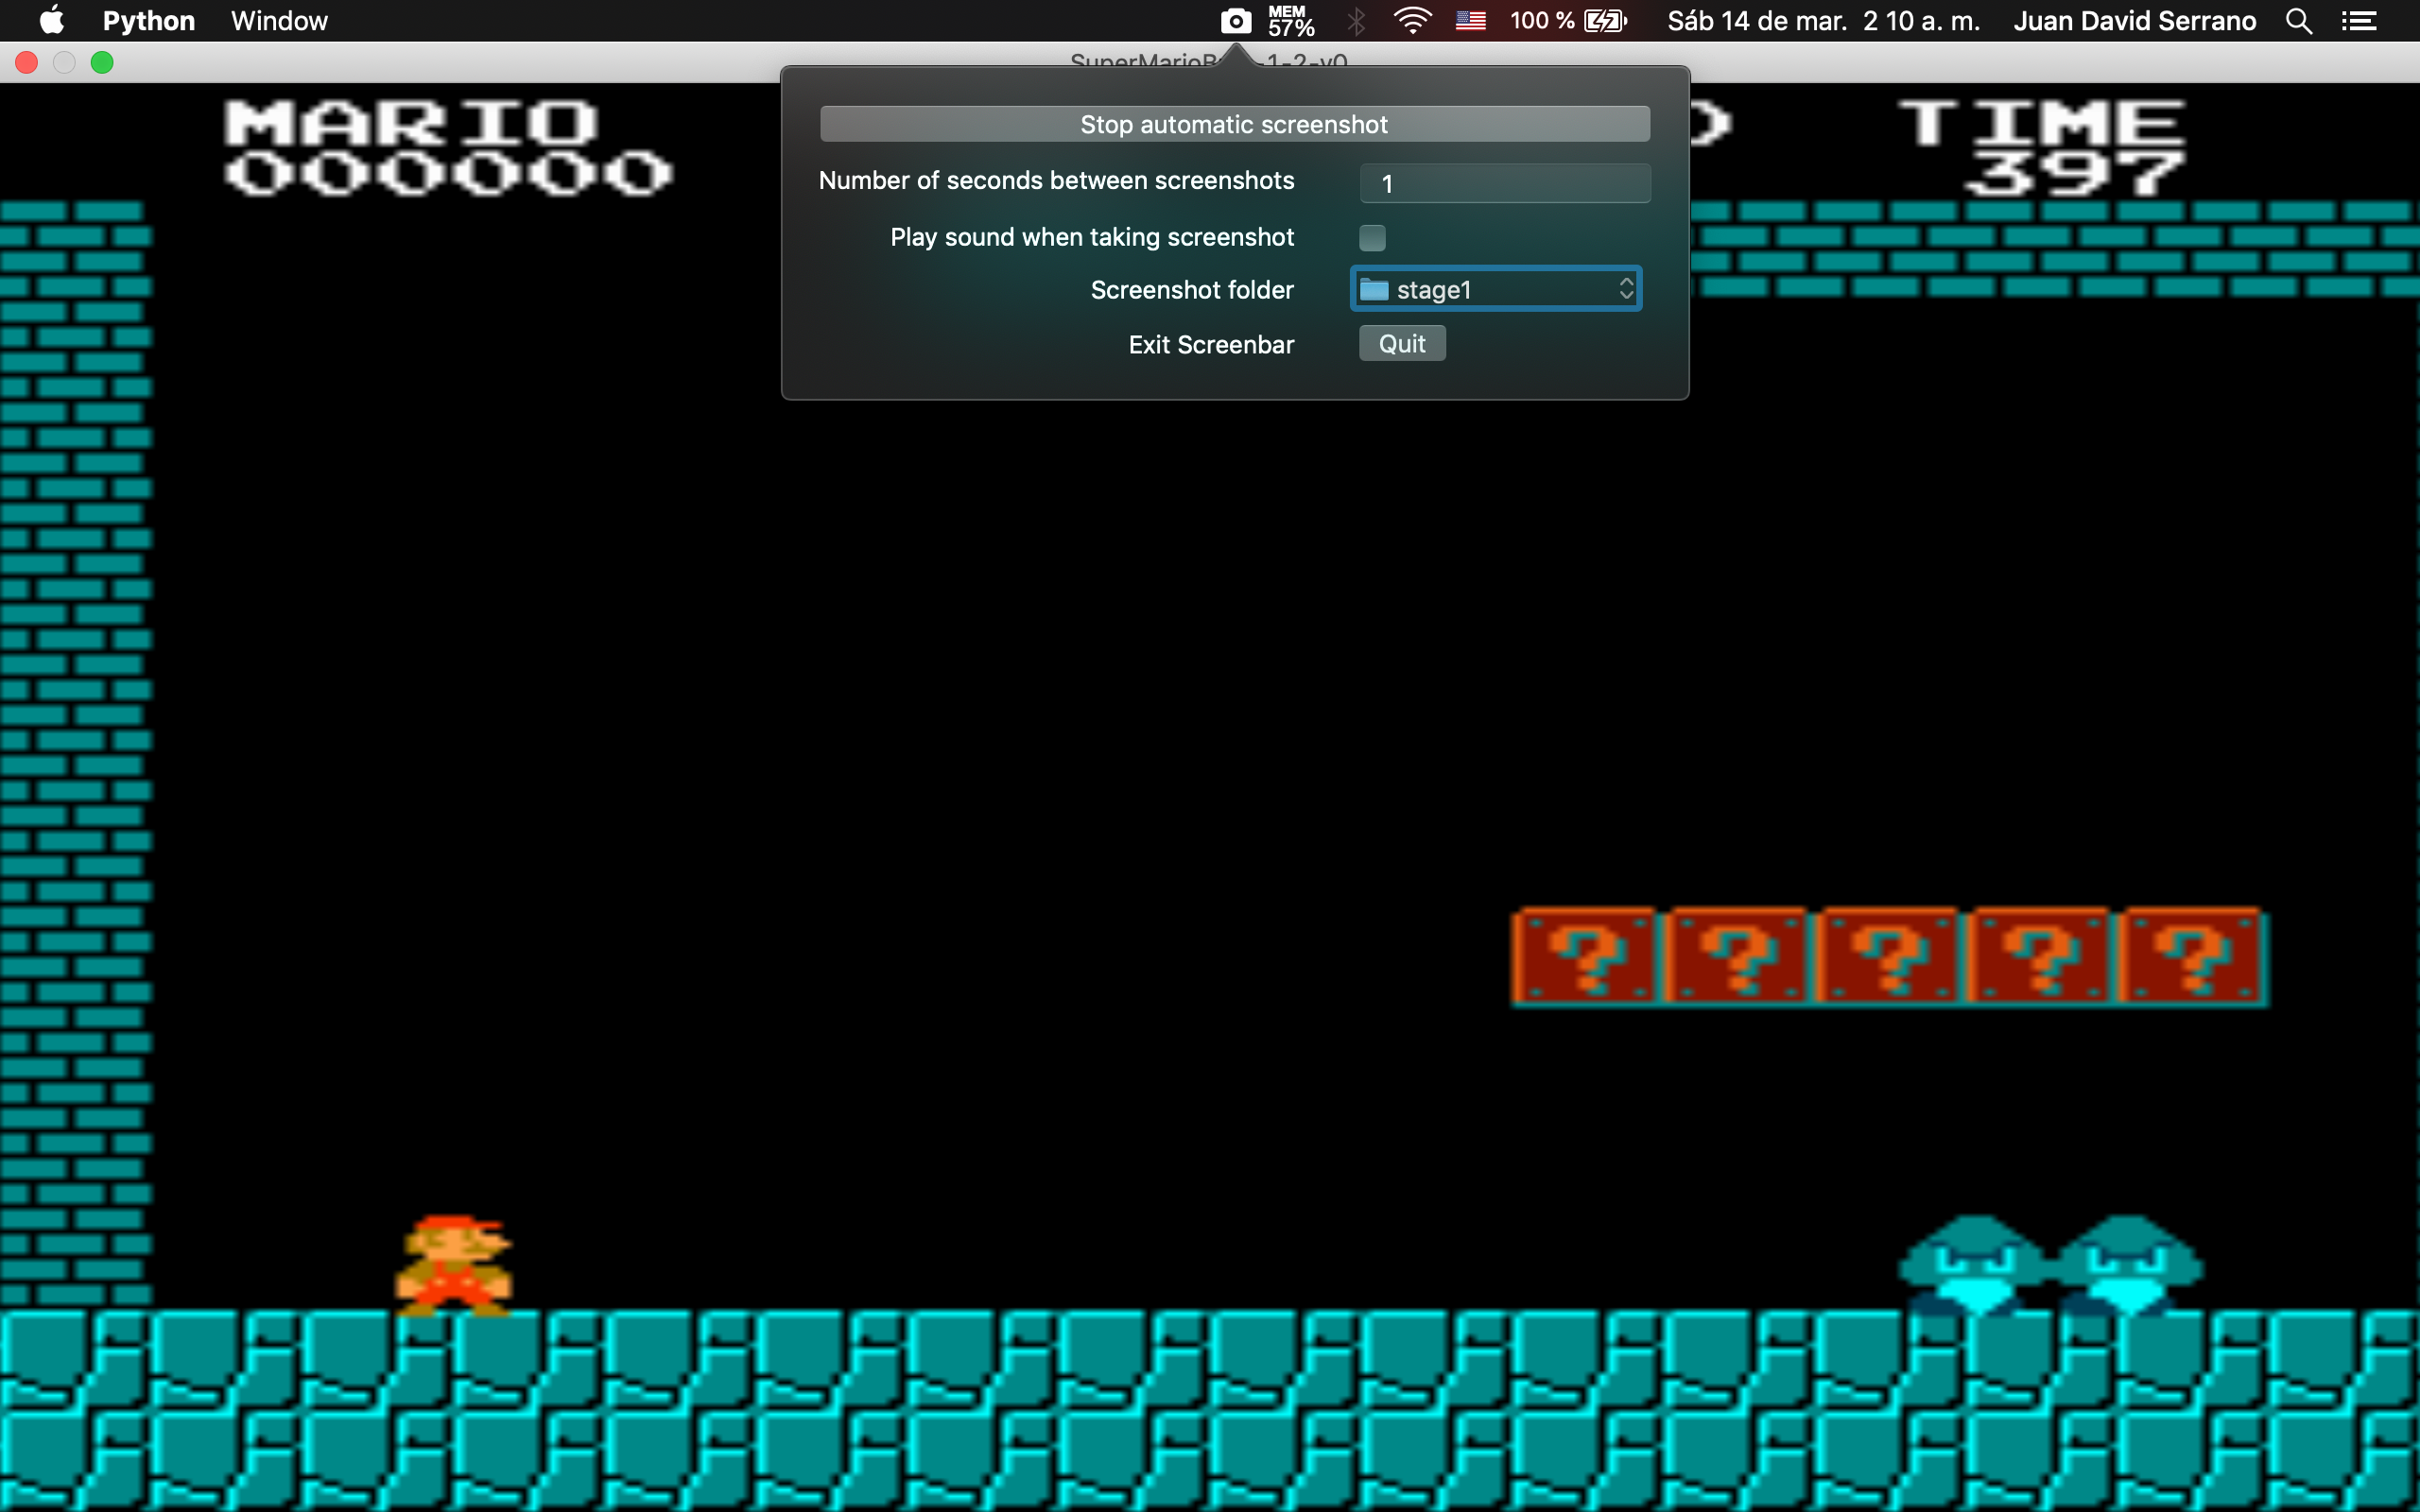 Python Window MEM 57% 100 % Sáb 14 de mar. 2 10 a. m. Juan David Serrano
MARIO TIME
000000 397
Stop automatic screenshot
Number of seconds between screenshots 1
Play sound when taking screenshot
Screenshot folder stage1
Exit Screenbar Quit
? ? ? ? ?